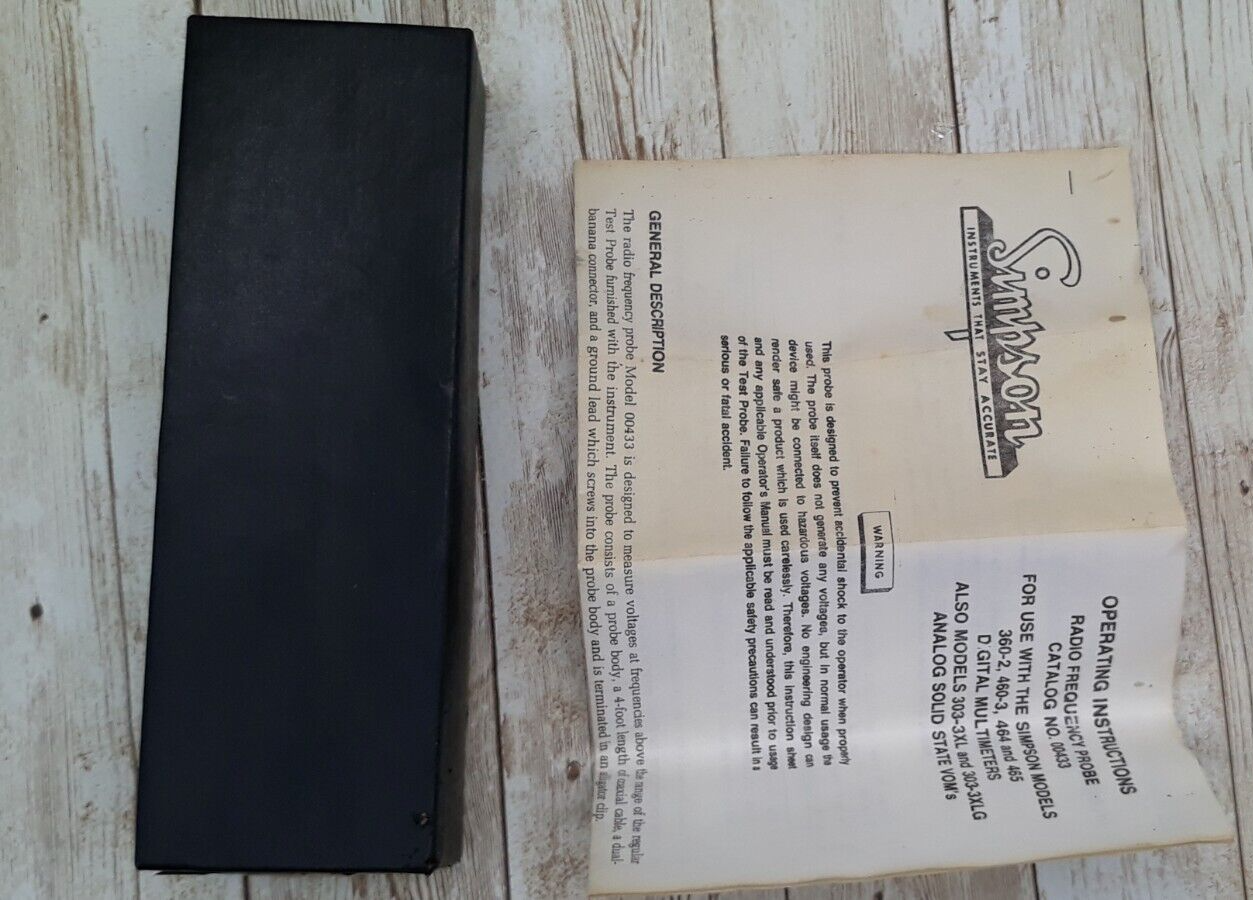 Simpson
INSTRUMENTS THAT STAY ACCURATE
OPERATING INSTRUCTIONS
RADIO FREQUENCY PROBE
CATALOG NO. 00433
FOR USE WITH THE SIMPSON MODELS
360-2, 460-3, 464 and 465
D.GITAL MULTIMETERS
ALSO MODELS 303-3XL and 303-3XLG
ANALOG SOLID STATE VOM's
WARNING
This probe is designed to prevent accidental shock to the operator when properly
used. The probe itself does not generate any voltages, but in normal usage the
device might be connected to hazardous voltages. No engineering design can
render safe a product which is used carelessly. Therefore, this instruction sheet
and any applicable Operator's Manual must be read and understood prior to usage
of the Test Probe. Failure to follow the applicable safety precautions can result in a
serious or fatal accident.
GENERAL DESCRIPTION
The radio frequency probe Model 00433 is designed to measure voltages at frequencies above the range of the regular
Test Probe furnished with the instrument. The probe consists of a probe body, a 4-foot length of coaxial cable, a dual-
banana connector, and a ground lead which screws into the probe body and is terminated in an alligator clip.